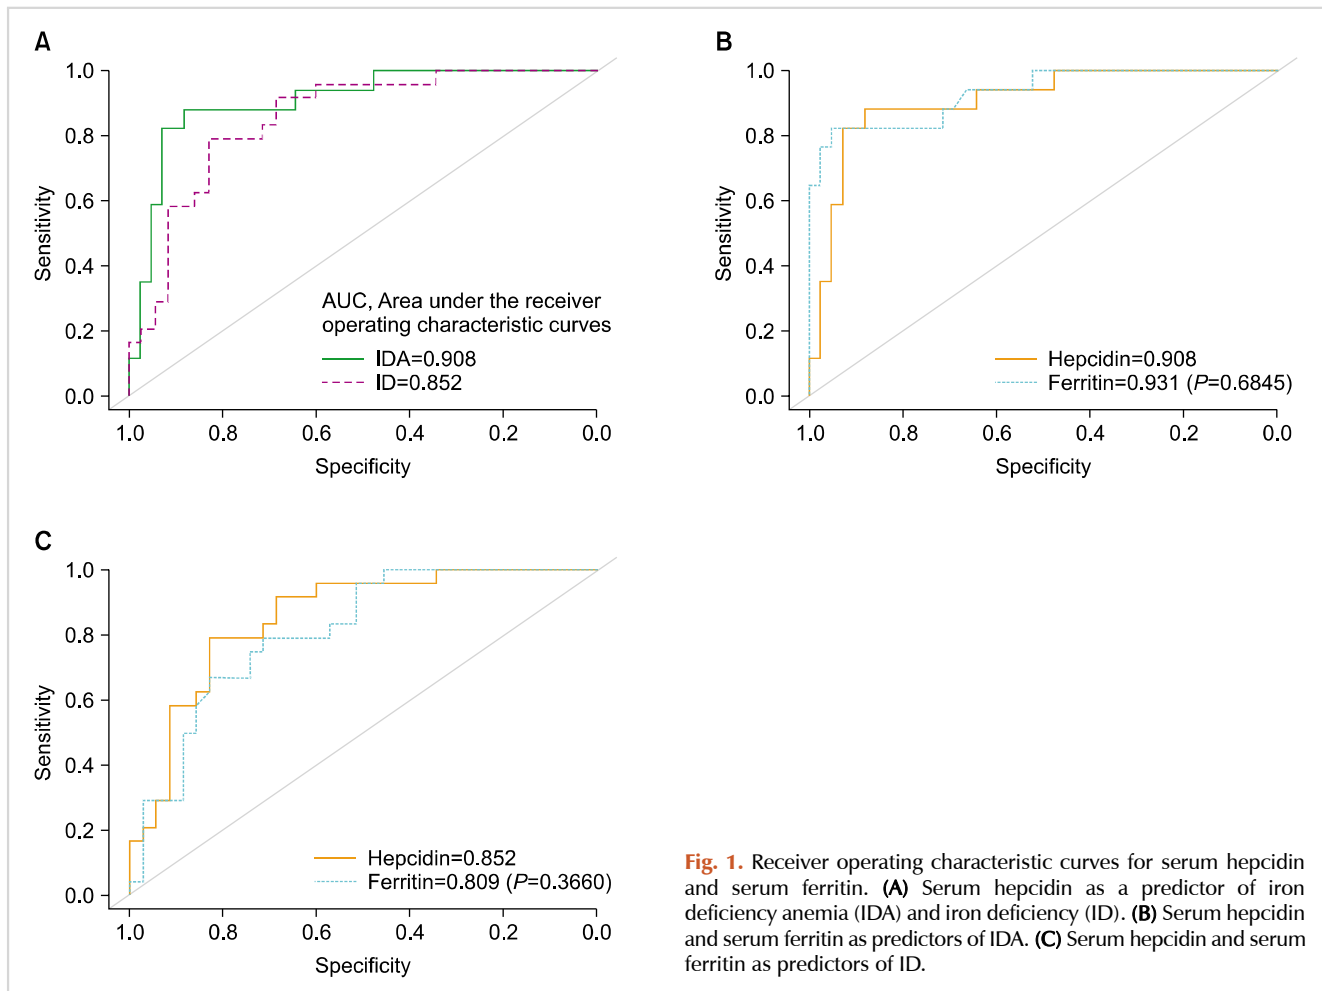 A
1.0
0.8
0.6
0.4
0.2
0.0
Sensitivity
AUC, Area under the receiver
operating characteristic curves
IDA=0.908
ID=0.852
1.0 0.8 0.6 0.4 0.2 0.0
Specificity
B
1.0
0.8
0.6
0.4
0.2
0.0
Sensitivity
Hepcidin=0.908
Ferritin=0.931 (P=0.6845)
1.0 0.8 0.6 0.4 0.2 0.0
Specificity
C
1.0
0.8
0.6
0.4
0.2
0.0
Sensitivity
Hepcidin=0.852
Ferritin=0.809 (P=0.3660)
1.0 0.8 0.6 0.4 0.2 0.0
Specificity
Fig. 1. Receiver operating characteristic curves for serum hepcidin
and serum ferritin. (A) Serum hepcidin as a predictor of iron
deficiency anemia (IDA) and iron deficiency (ID). (B) Serum hepcidin
and serum ferritin as predictors of IDA. (C) Serum hepcidin and serum
ferritin as predictors of ID.